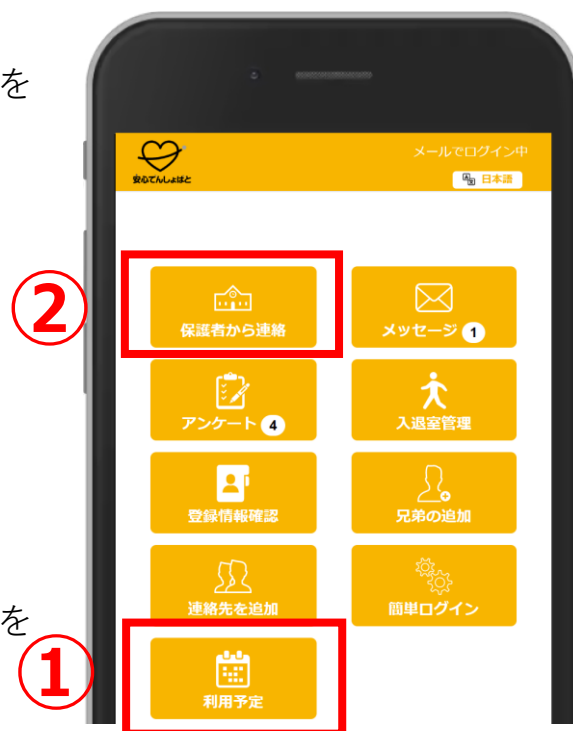 を
メールでログイン中
安心でんしょばと
日本語
②
保護者から連絡
メッセージ 1
アンケート 4
入退室管理
登録情報確認
兄弟の追加
連絡先を追加
簡単ログイン
を
①
利用予定